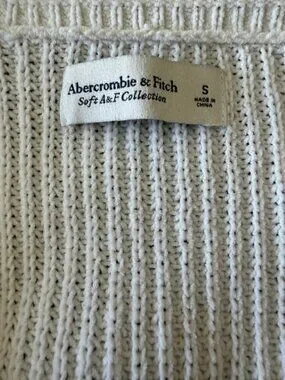 Abercrombie & Fitch
Soft A&F Collection
S
MADE IN
CHINA